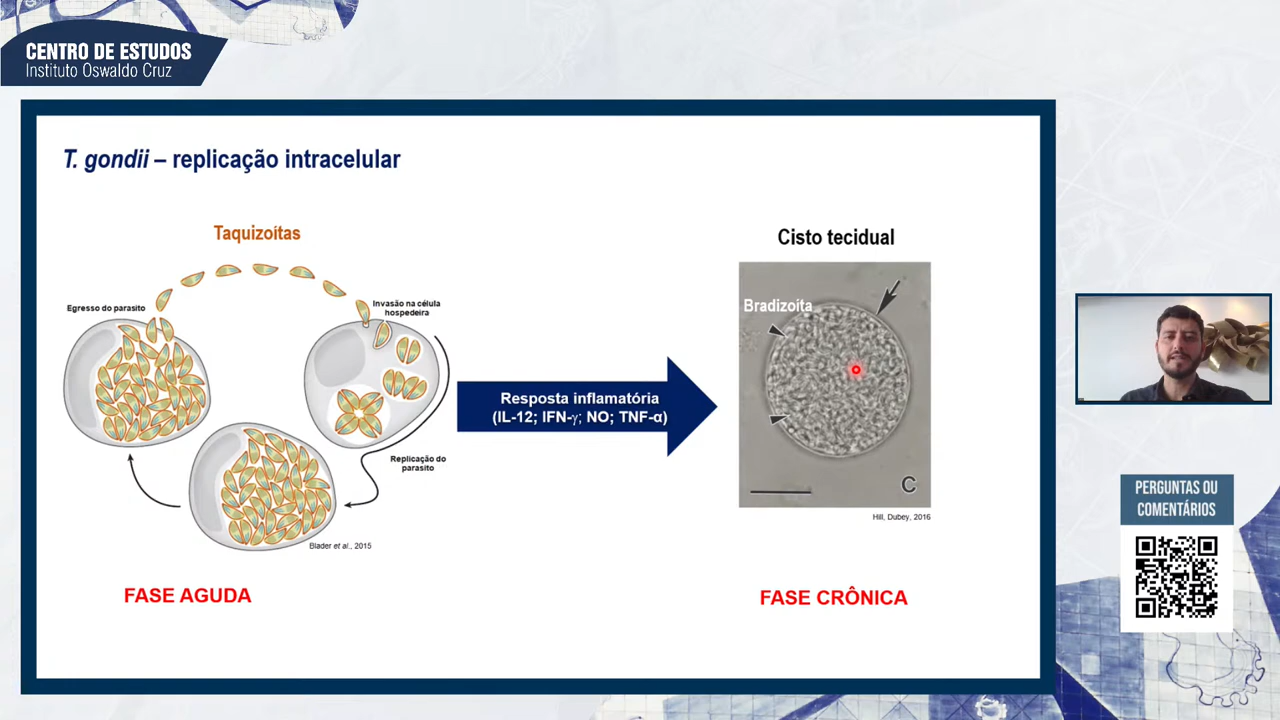 CENTRO DE ESTUDOS
Instituto Oswaldo Cruz
T. gondii – replicação intracelular
Taquizoítas
Egresso do parasito
Invasão na célula
hospedeira
Replicação do
parasito
Blader et al., 2015
FASE AGUDA
Resposta inflamatória
(IL-12; IFN-γ; NO; TNF-α)
Cisto tecidual
Bradizoíta
C
Hill, Dubey, 2016
FASE CRÔNICA
PERGUNTAS OU
COMENTÁRIOS